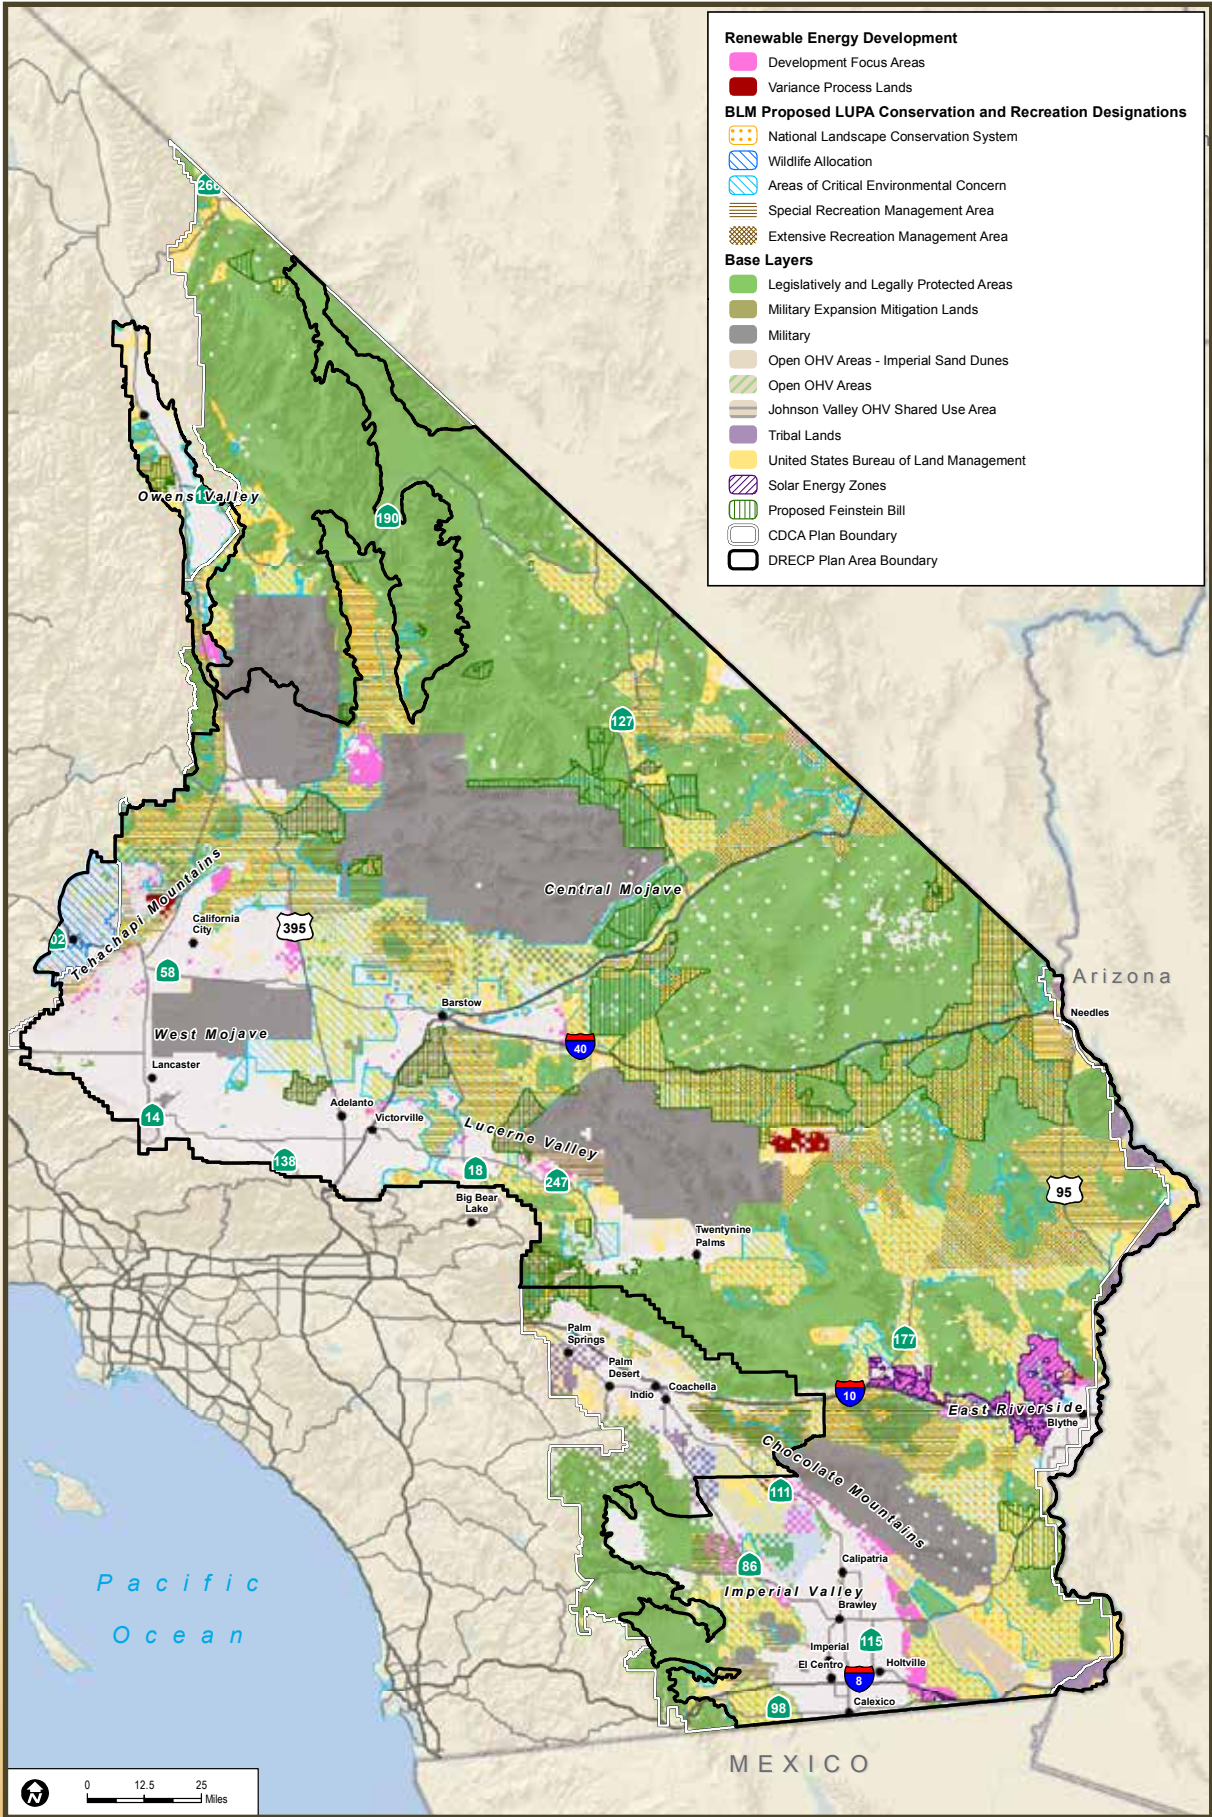 Renewable Energy Development
Development Focus Areas
Variance Process Lands
BLM Proposed LUPA Conservation and Recreation Designations
National Landscape Conservation System
Wildlife Allocation
Areas of Critical Environmental Concern
Special Recreation Management Area
Extensive Recreation Management Area
Base Layers
Legislatively and Legally Protected Areas
Military Expansion Mitigation Lands
Military
Open OHV Areas - Imperial Sand Dunes
Open OHV Areas
Johnson Valley OHV Shared Use Area
Tribal Lands
United States Bureau of Land Management
Solar Energy Zones
Proposed Feinstein Bill
CDCA Plan Boundary
DRECP Plan Area Boundary
266
Owens Valley
190
127
Central Mojave
Tehachapi Mountains
California
City
395
58
Arizona
Barstow
Needles
West Mojave
40
Lancaster
14
Adelanto
Victorville
Lucerne Valley
138
18
247
95
Big Bear
Lake
Twentynine
Palms
Palm
Springs
177
Palm
Desert
Coachella
Indio
10
East Riverside
Blythe
Chocolate Mountains
111
86
Calipatria
Imperial Valley
Brawley
Pacific
Ocean
115
Imperial
El Centro
Holtville
8
98
Calexico
MEXICO
N
0 12.5 25
Miles